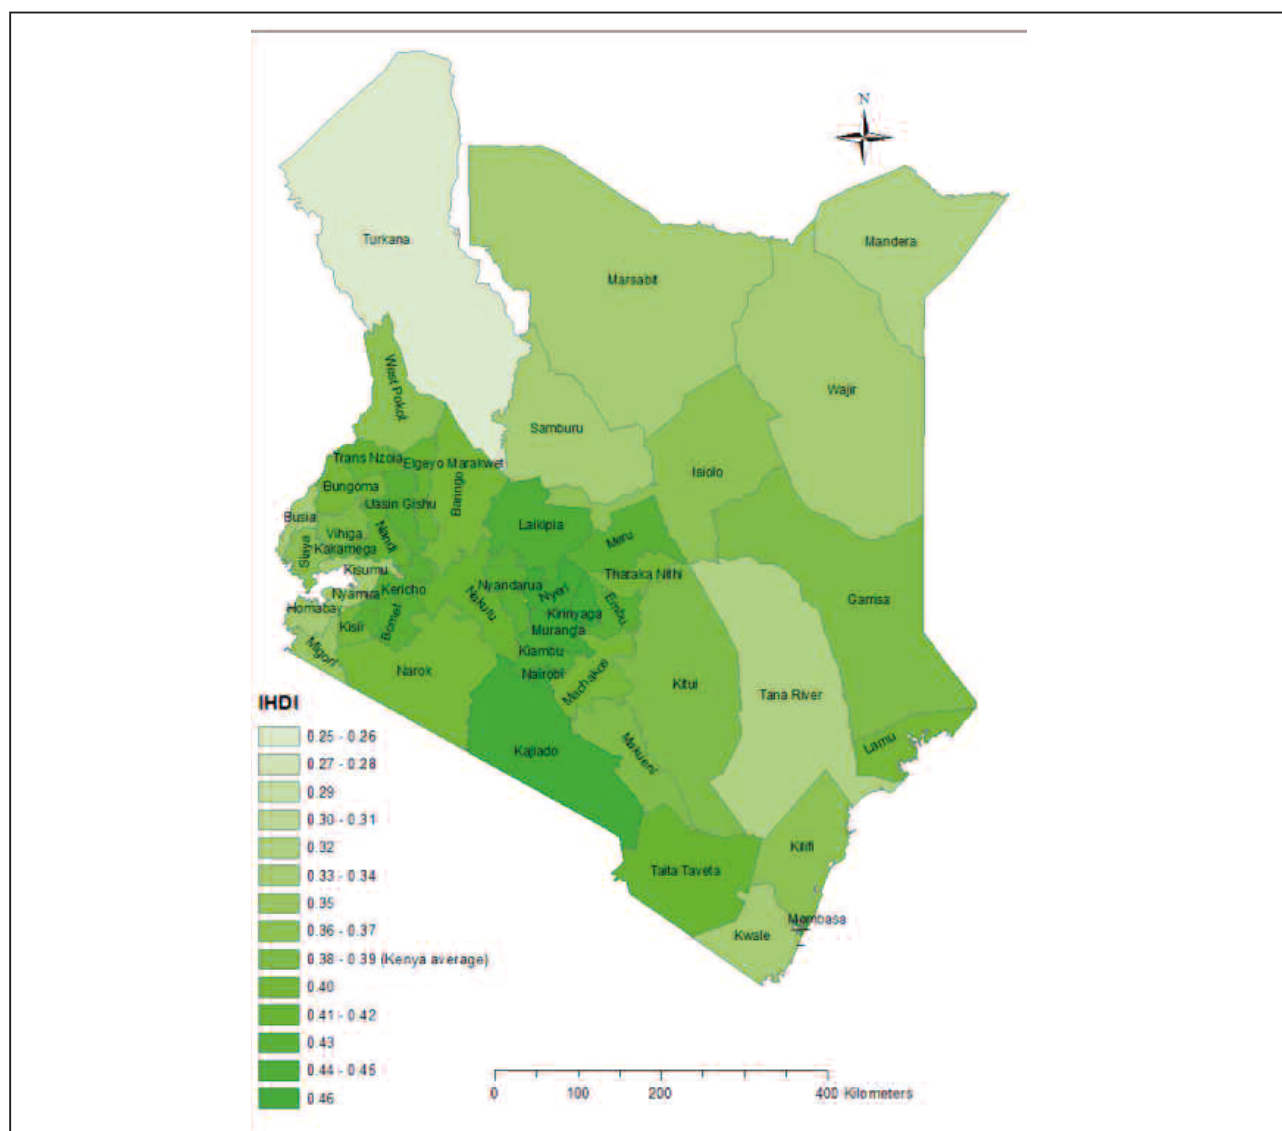 N
Mandera
Turkana
Marsabit
Wajir
West Pokot
Samburu
Isiolo
Trans Nzoia
Elgeyo Marakwet
Bungoma
Baringo
Uasin Gishu
Busia
Laikipia
Vihiga
Nandi
Meru
Siaya
Kakamega
Kisumu
Tharaka Nithi
Nyamira
Kericho
Nyandarua
Nyeri
Garissa
Homabay
Nakuru
Kirinyaga
Embu
Kisii
Bomet
Murang'a
Migori
Kiambu
Narok
Nairobi
Machakos
Kitui
Tana River
IHDI
Kajiado
Makueni
Lamu
0.25 - 0.26
0.27 - 0.28
0.29
0.30 - 0.31
0.32
Kilifi
0.33 - 0.34
Taita Taveta
0.35
Mombasa
0.36 - 0.37
Kwale
0.38 - 0.39 (Kenya average)
0.40
0.41 - 0.42
0.43
0.44 - 0.45
0.46
0 100 200 400 Kilometers